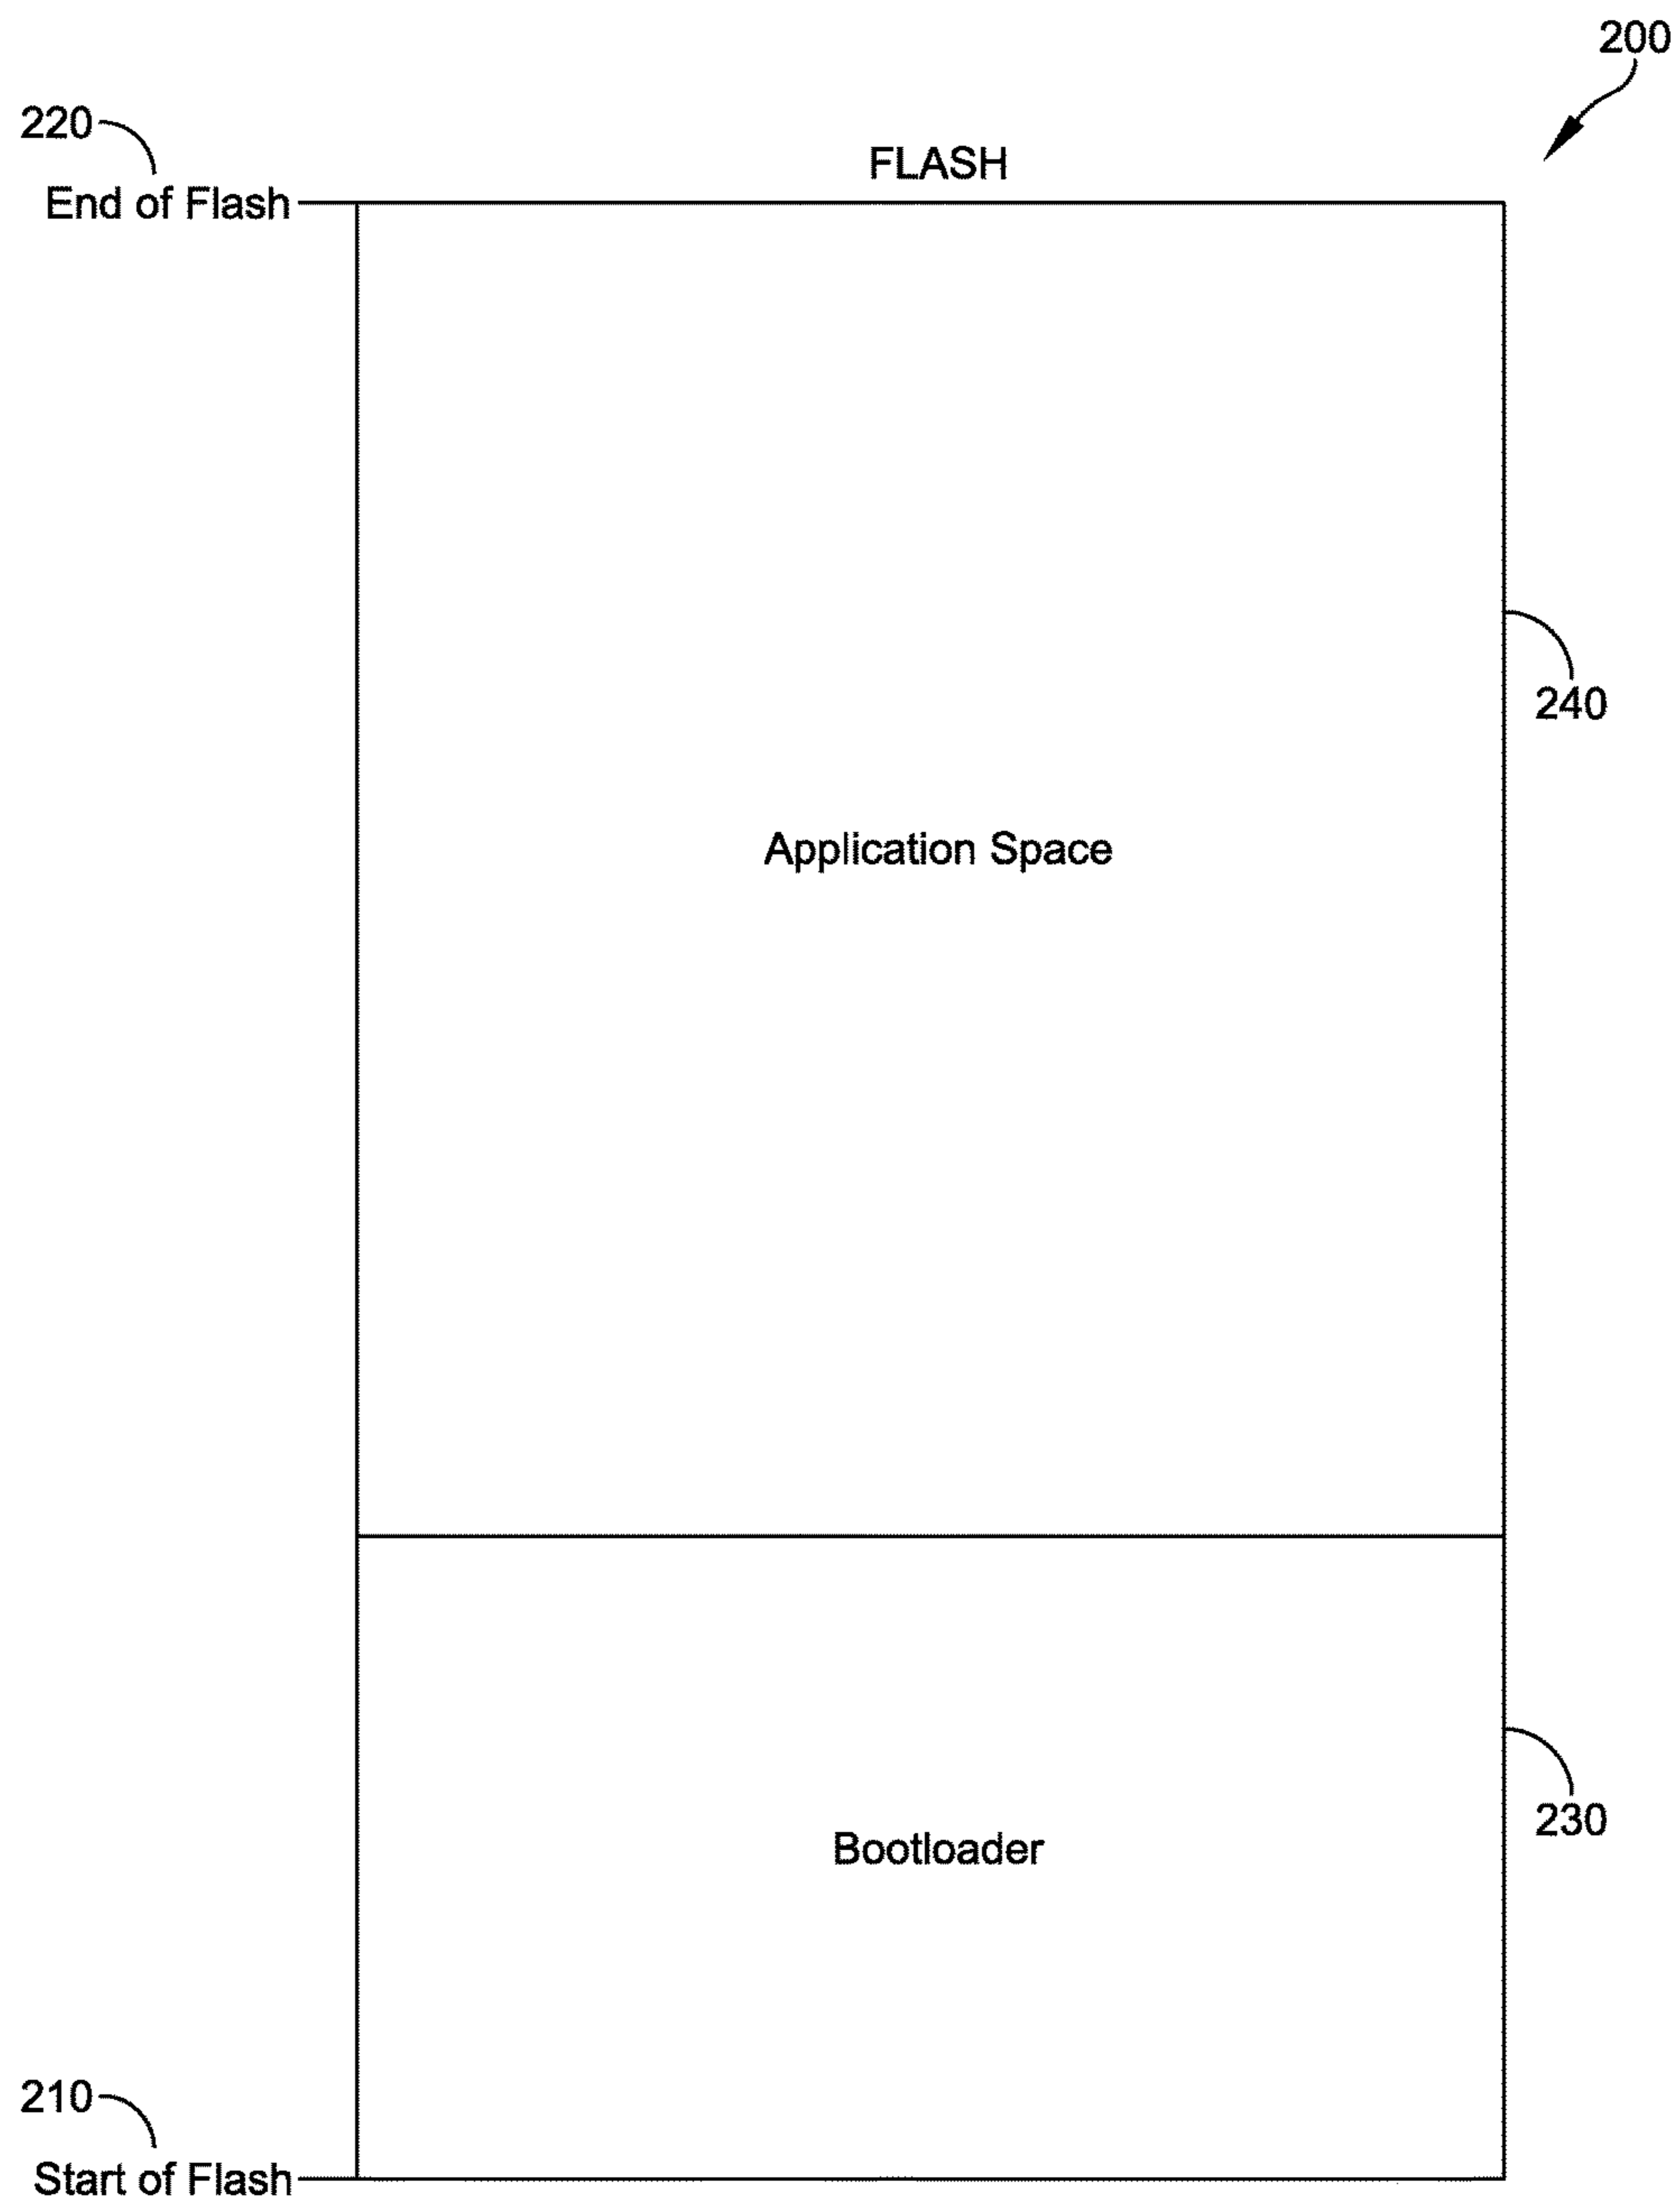 200
220
FLASH
End of Flash
240
Application Space
230
Bootloader
210
Start of Flash